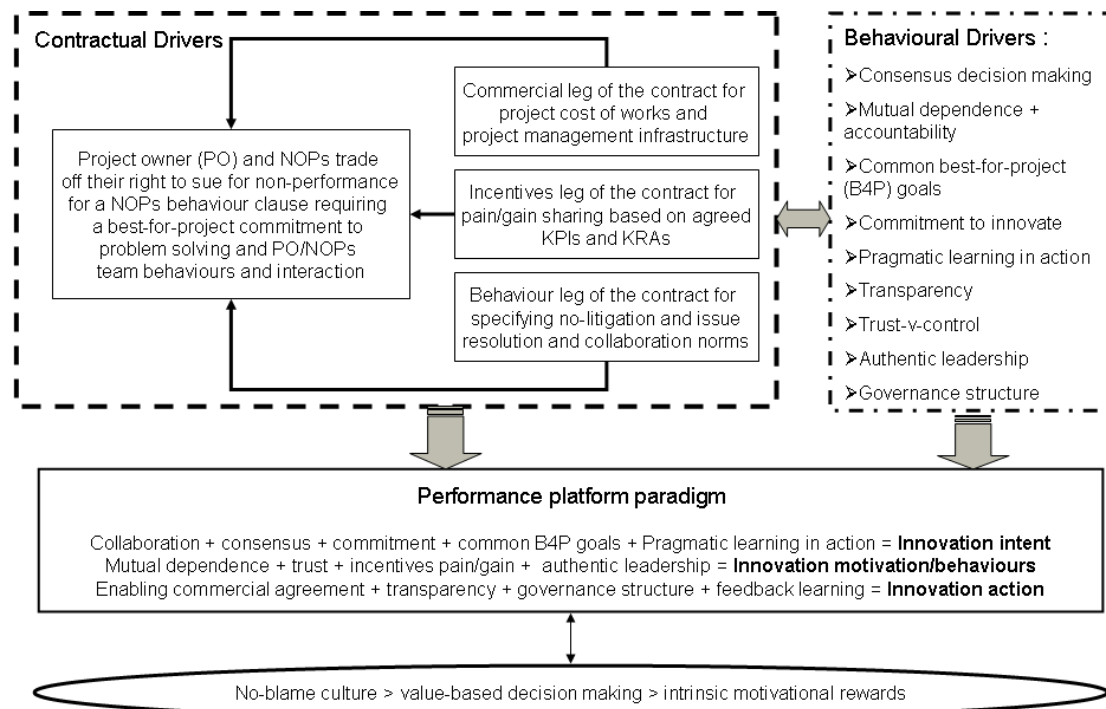 Contractual Drivers
Project owner (PO) and NOPs trade
off their right to sue for non-performance
for a NOPs behaviour clause requiring
a best-for-project commitment to
problem solving and PO/NOPs
team behaviours and interaction
Commercial leg of the contract for
project cost of works and
project management infrastructure
Incentives leg of the contract for
pain/gain sharing based on agreed
KPIs and KRAs
Behaviour leg of the contract for
specifying no-litigation and issue
resolution and collaboration norms
Behavioural Drivers :
➢Consensus decision making
➢Mutual dependence +
accountability
➢Common best-for-project
(B4P) goals
➢Commitment to innovate
➢Pragmatic learning in action
➢Transparency
➢Trust-v-control
➢Authentic leadership
➢Governance structure
Performance platform paradigm
Collaboration + consensus + commitment + common B4P goals + Pragmatic learning in action = Innovation intent
Mutual dependence + trust + incentives pain/gain + authentic leadership = Innovation motivation/behaviours
Enabling commercial agreement + transparency + governance structure + feedback learning = Innovation action
No-blame culture > value-based decision making > intrinsic motivational rewards